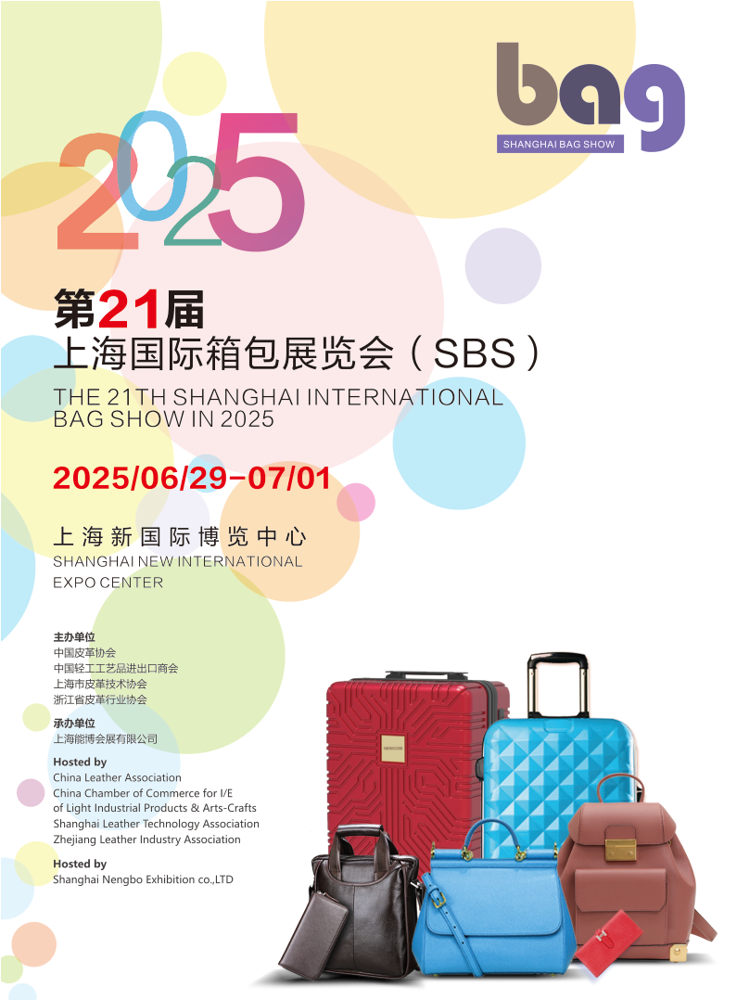 bag
SHANGHAI BAG SHOW
2025
第21届
上海国际箱包展览会（SBS）
THE 21TH SHANGHAI INTERNATIONAL
BAG SHOW IN 2025
2025/06/29-07/01
上海新国际博览中心
SHANGHAI NEW INTERNATIONAL
EXPO CENTER
主办单位
中国皮革协会
中国轻工工艺品进出口商会
上海市皮革技术协会
浙江省皮革行业协会
承办单位
上海能博会展有限公司
Hosted by
China Leather Association
China Chamber of Commerce for I/E
of Light Industrial Products & Arts-Crafts
Shanghai Leather Technology Association
Zhejiang Leather Industry Association
Hosted by
Shanghai Nengbo Exhibition co.,LTD